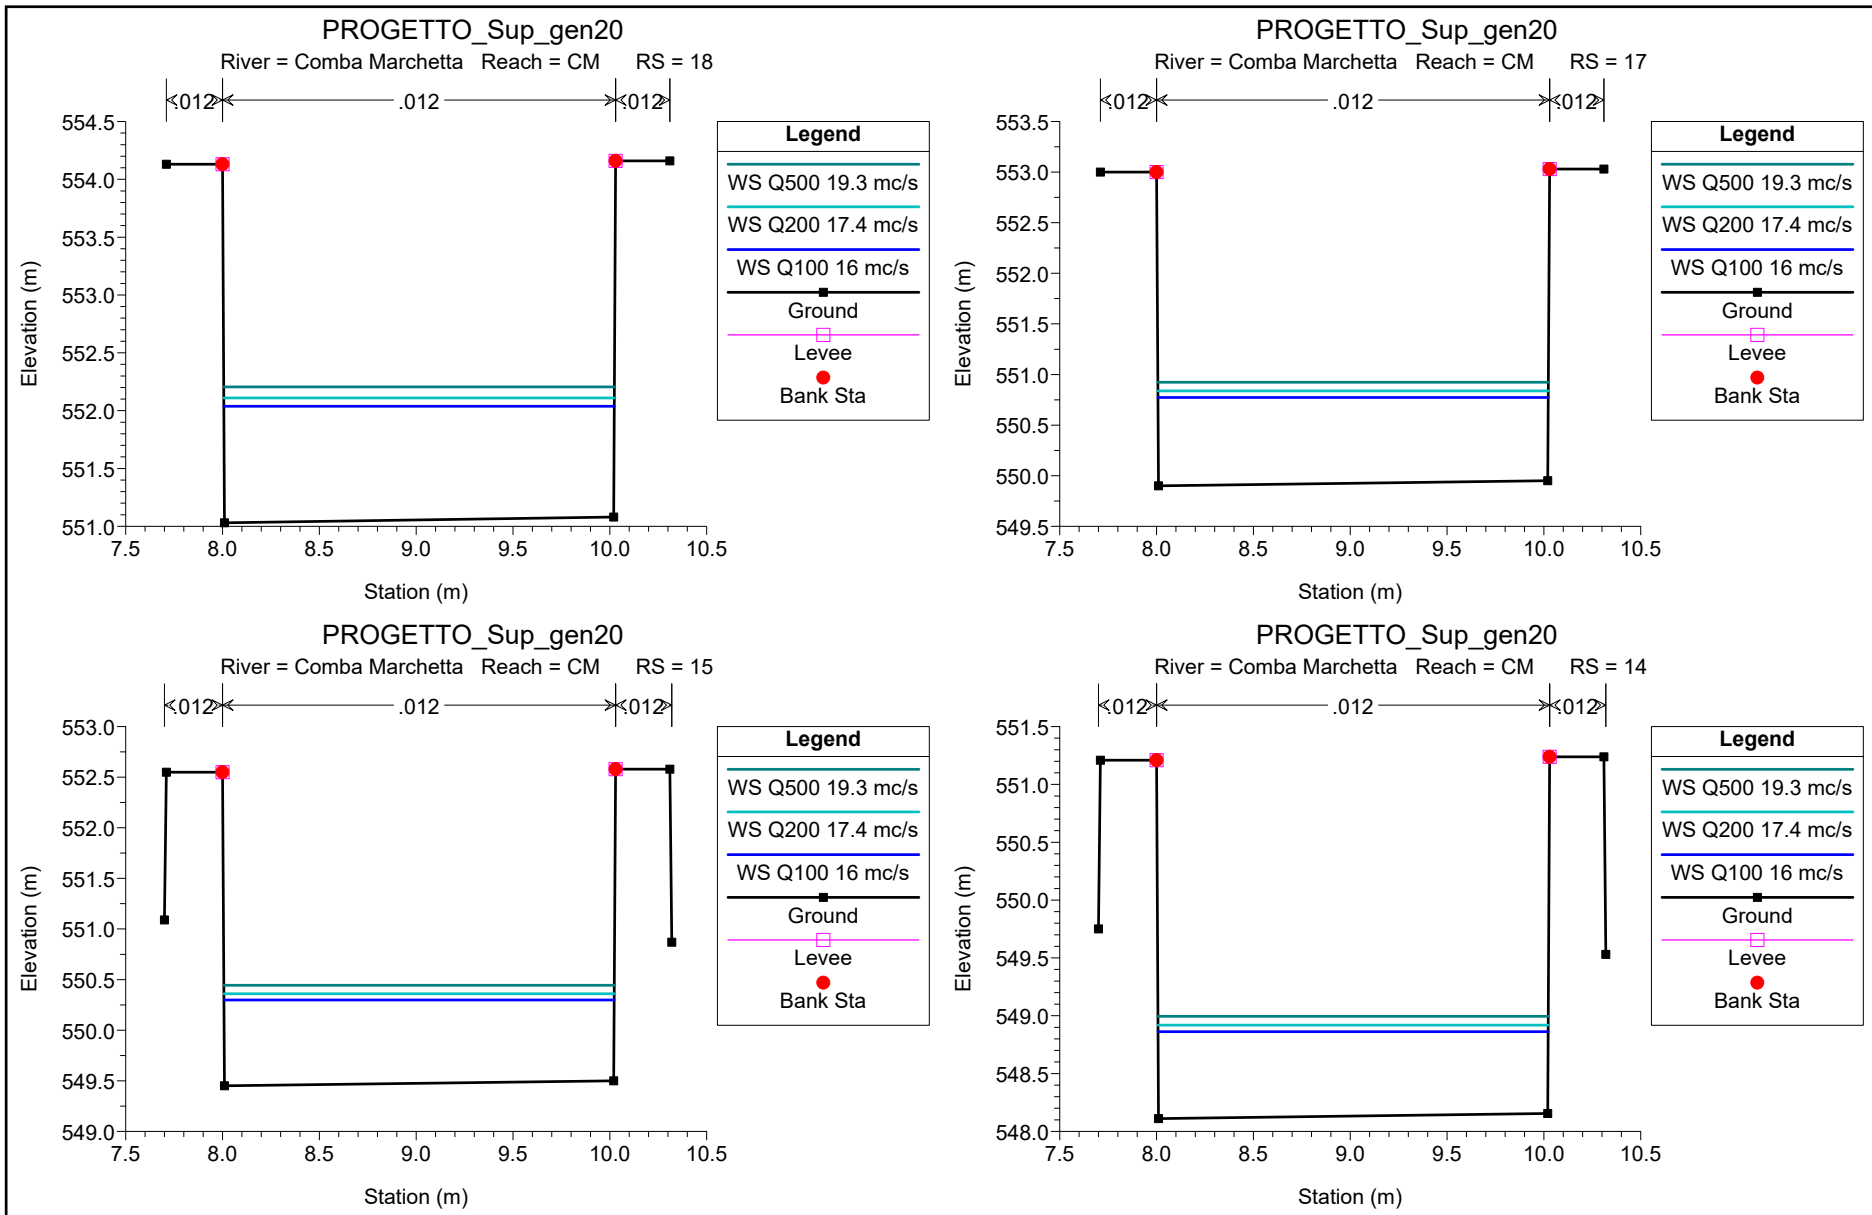 PROGETTO_Sup_gen20
River = Comba Marchetta Reach = CM RS = 18
.012 .012 .012
554.5
554.0
553.5
553.0
552.5
552.0
551.5
551.0
Elevation (m)
7.5 8.0 8.5 9.0 9.5 10.0 10.5
Station (m)
Legend
WS Q500 19.3 mc/s
WS Q200 17.4 mc/s
WS Q100 16 mc/s
Ground
Levee
Bank Sta
PROGETTO_Sup_gen20
River = Comba Marchetta Reach = CM RS = 17
.012 .012 .012
553.5
553.0
552.5
552.0
551.5
551.0
550.5
550.0
549.5
Elevation (m)
7.5 8.0 8.5 9.0 9.5 10.0 10.5
Station (m)
Legend
WS Q500 19.3 mc/s
WS Q200 17.4 mc/s
WS Q100 16 mc/s
Ground
Levee
Bank Sta
PROGETTO_Sup_gen20
River = Comba Marchetta Reach = CM RS = 15
.012 .012 .012
553.0
552.5
552.0
551.5
551.0
550.5
550.0
549.5
549.0
Elevation (m)
7.5 8.0 8.5 9.0 9.5 10.0 10.5
Station (m)
Legend
WS Q500 19.3 mc/s
WS Q200 17.4 mc/s
WS Q100 16 mc/s
Ground
Levee
Bank Sta
PROGETTO_Sup_gen20
River = Comba Marchetta Reach = CM RS = 14
.012 .012 .012
551.5
551.0
550.5
550.0
549.5
549.0
548.5
548.0
Elevation (m)
7.5 8.0 8.5 9.0 9.5 10.0 10.5
Station (m)
Legend
WS Q500 19.3 mc/s
WS Q200 17.4 mc/s
WS Q100 16 mc/s
Ground
Levee
Bank Sta